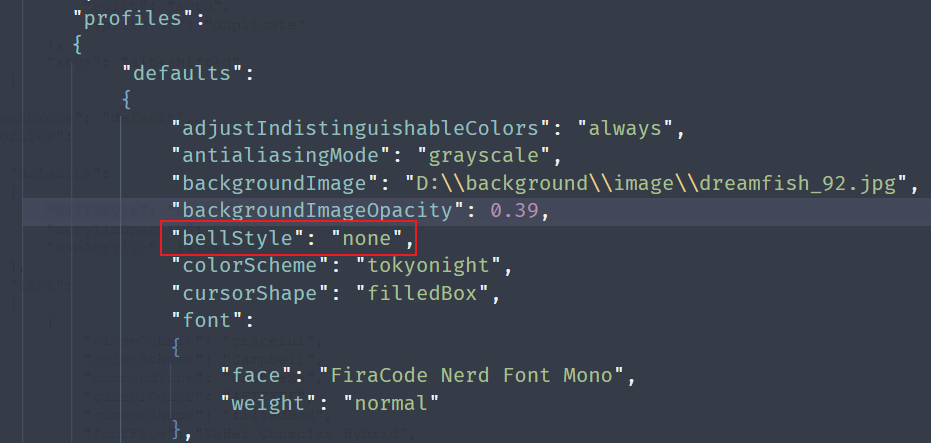 "profiles":
{
"defaults":
{
"adjustIndistinguishableColors": "always",
"antialiasingMode": "grayscale",
"backgroundImage": "D:\\background\\image\\dreamfish_92.jpg",
"backgroundImageOpacity": 0.39,
"bellStyle": "none",
"colorScheme": "tokyonight",
"cursorShape": "filledBox",
"font":
{
"face": "FiraCode Nerd Font Mono",
"weight": "normal"
},